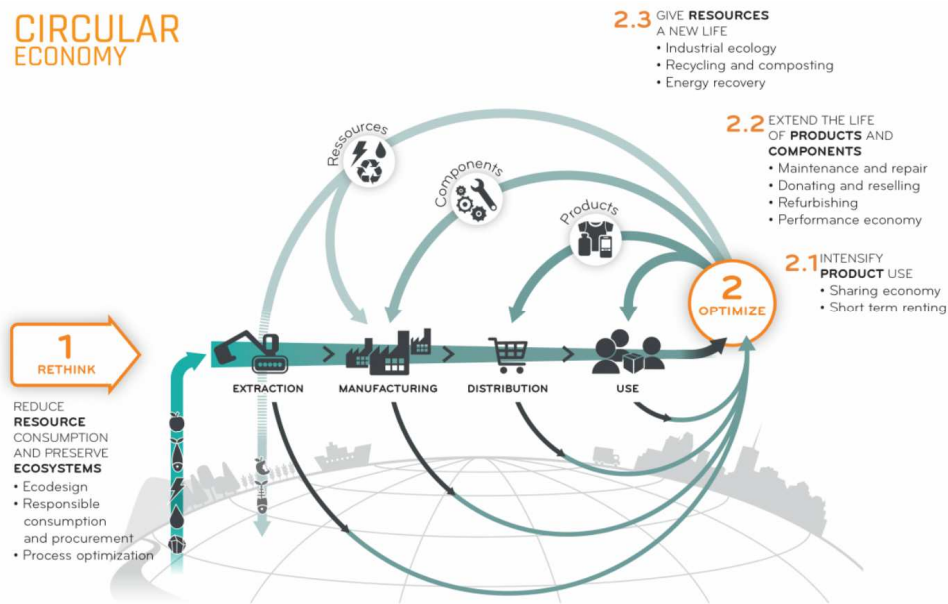 CIRCULAR
ECONOMY
2.3 GIVE RESOURCES
A NEW LIFE
• Industrial ecology
• Recycling and composting
• Energy recovery
2.2 EXTEND THE LIFE
OF PRODUCTS AND
COMPONENTS
• Maintenance and repair
• Donating and reselling
• Refurbishing
• Performance economy
2.1 INTENSIFY
PRODUCT USE
• Sharing economy
• Short term renting
Ressources
Components
Products
2
OPTIMIZE
1
RETHINK
EXTRACTION
MANUFACTURING
DISTRIBUTION
USE
REDUCE
RESOURCE
CONSUMPTION
AND PRESERVE
ECOSYSTEMS
• Ecodesign
• Responsible
consumption
and procurement
• Process optimization